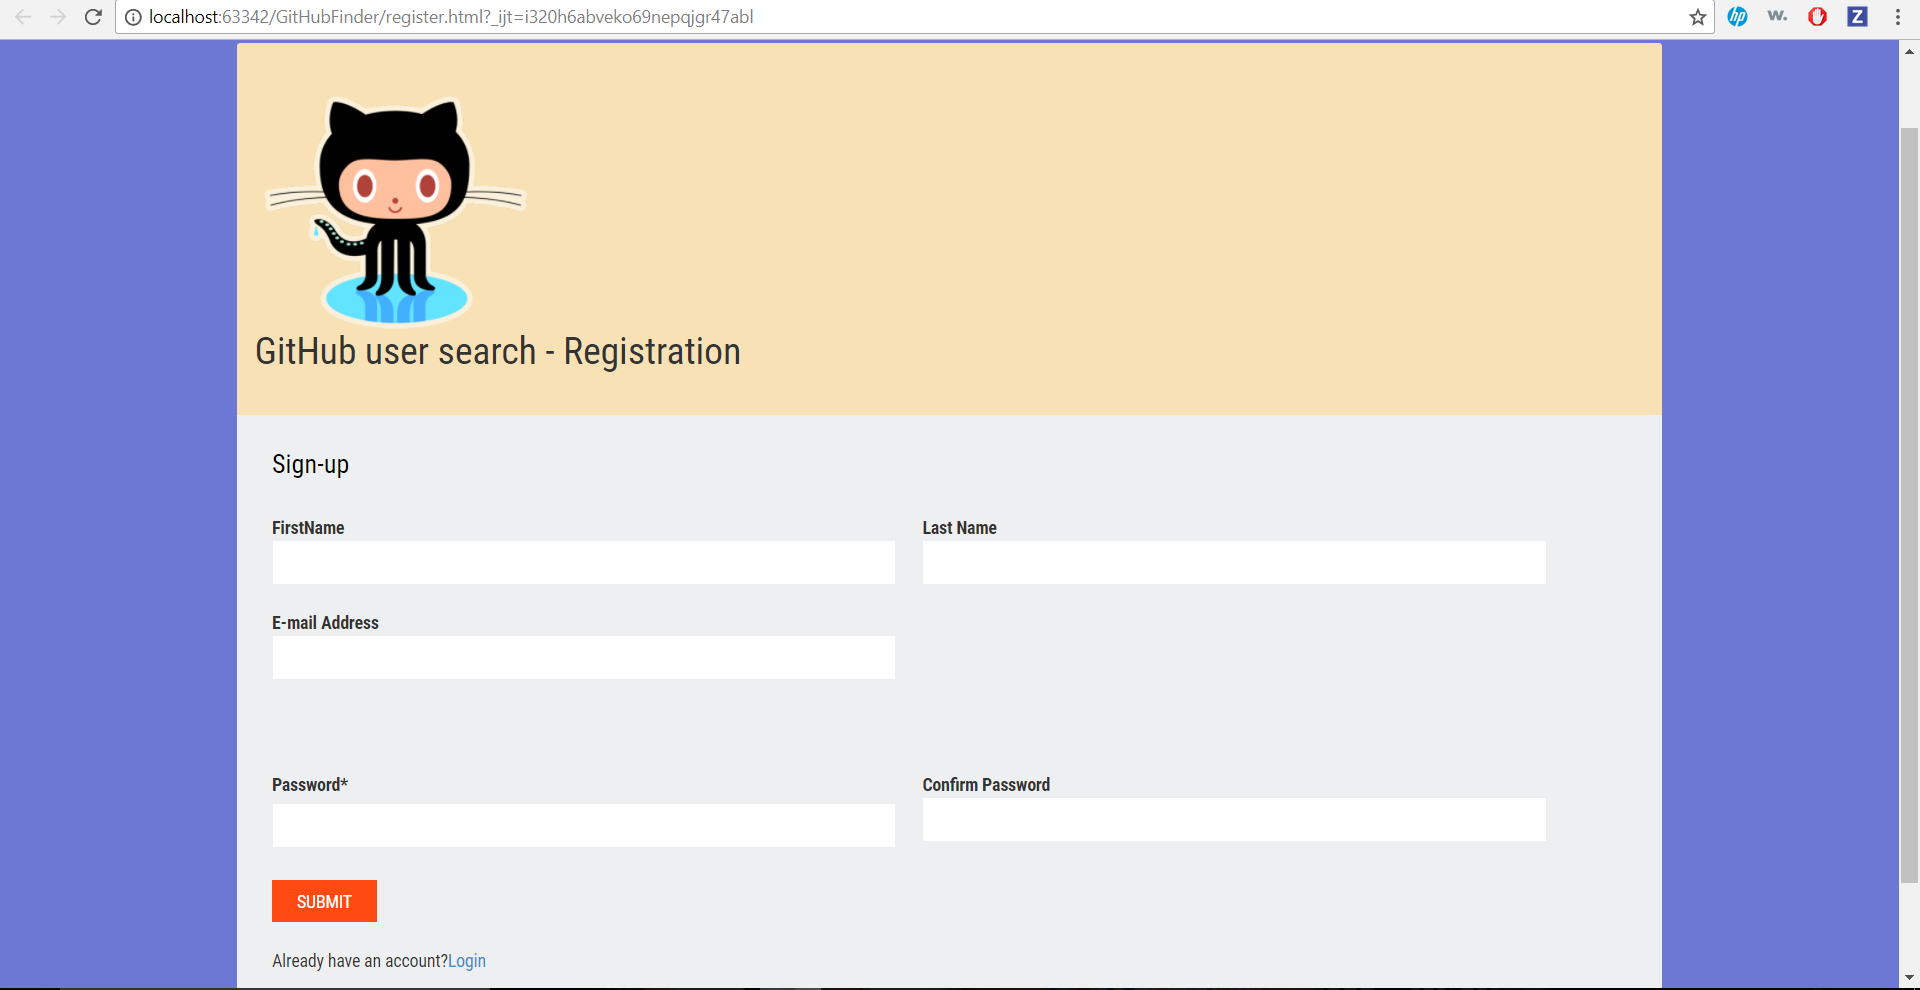 localhost:63342/GitHubFinder/register.html?_ijt=i320h6abveko69nepqjgr47abl
hp
w.
Z
GitHub user search - Registration
Sign-up
FirstName
Last Name
E-mail Address
Password*
Confirm Password
SUBMIT
Already have an account?Login